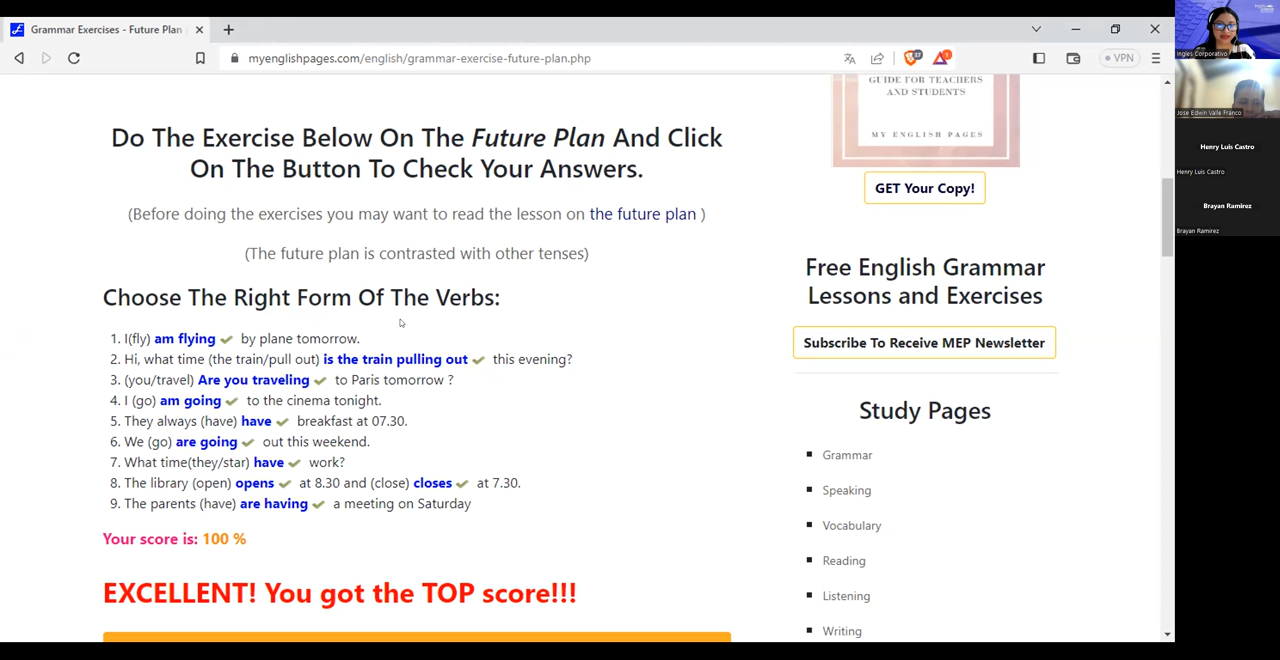 Grammar Exercises - Future Plan
myenglishpages.com/english/grammar-exercise-future-plan.php
VPN
Ingles Corporativo
Jose Edwin Valle Franco
Henry Luis Castro
Henry Luis Castro
Brayan Ramirez
Brayan Ramirez
GUIDE FOR TEACHERS
AND STUDENTS
MY ENGLISH PAGES
GET Your Copy!
Do The Exercise Below On The Future Plan And Click
On The Button To Check Your Answers.
(Before doing the exercises you may want to read the lesson on the future plan )
(The future plan is contrasted with other tenses)
Choose The Right Form Of The Verbs:
1. I(fly) am flying by plane tomorrow.
2. Hi, what time (the train/pull out) is the train pulling out this evening?
3. (you/travel) Are you traveling to Paris tomorrow ?
4. I (go) am going to the cinema tonight.
5. They always (have) have breakfast at 07.30.
6. We (go) are going out this weekend.
7. What time(they/star) have work?
8. The library (open) opens at 8.30 and (close) closes at 7.30.
9. The parents (have) are having a meeting on Saturday
Your score is: 100 %
EXCELLENT! You got the TOP score!!!
Free English Grammar
Lessons and Exercises
Subscribe To Receive MEP Newsletter
Study Pages
Grammar
Speaking
Vocabulary
Reading
Listening
Writing